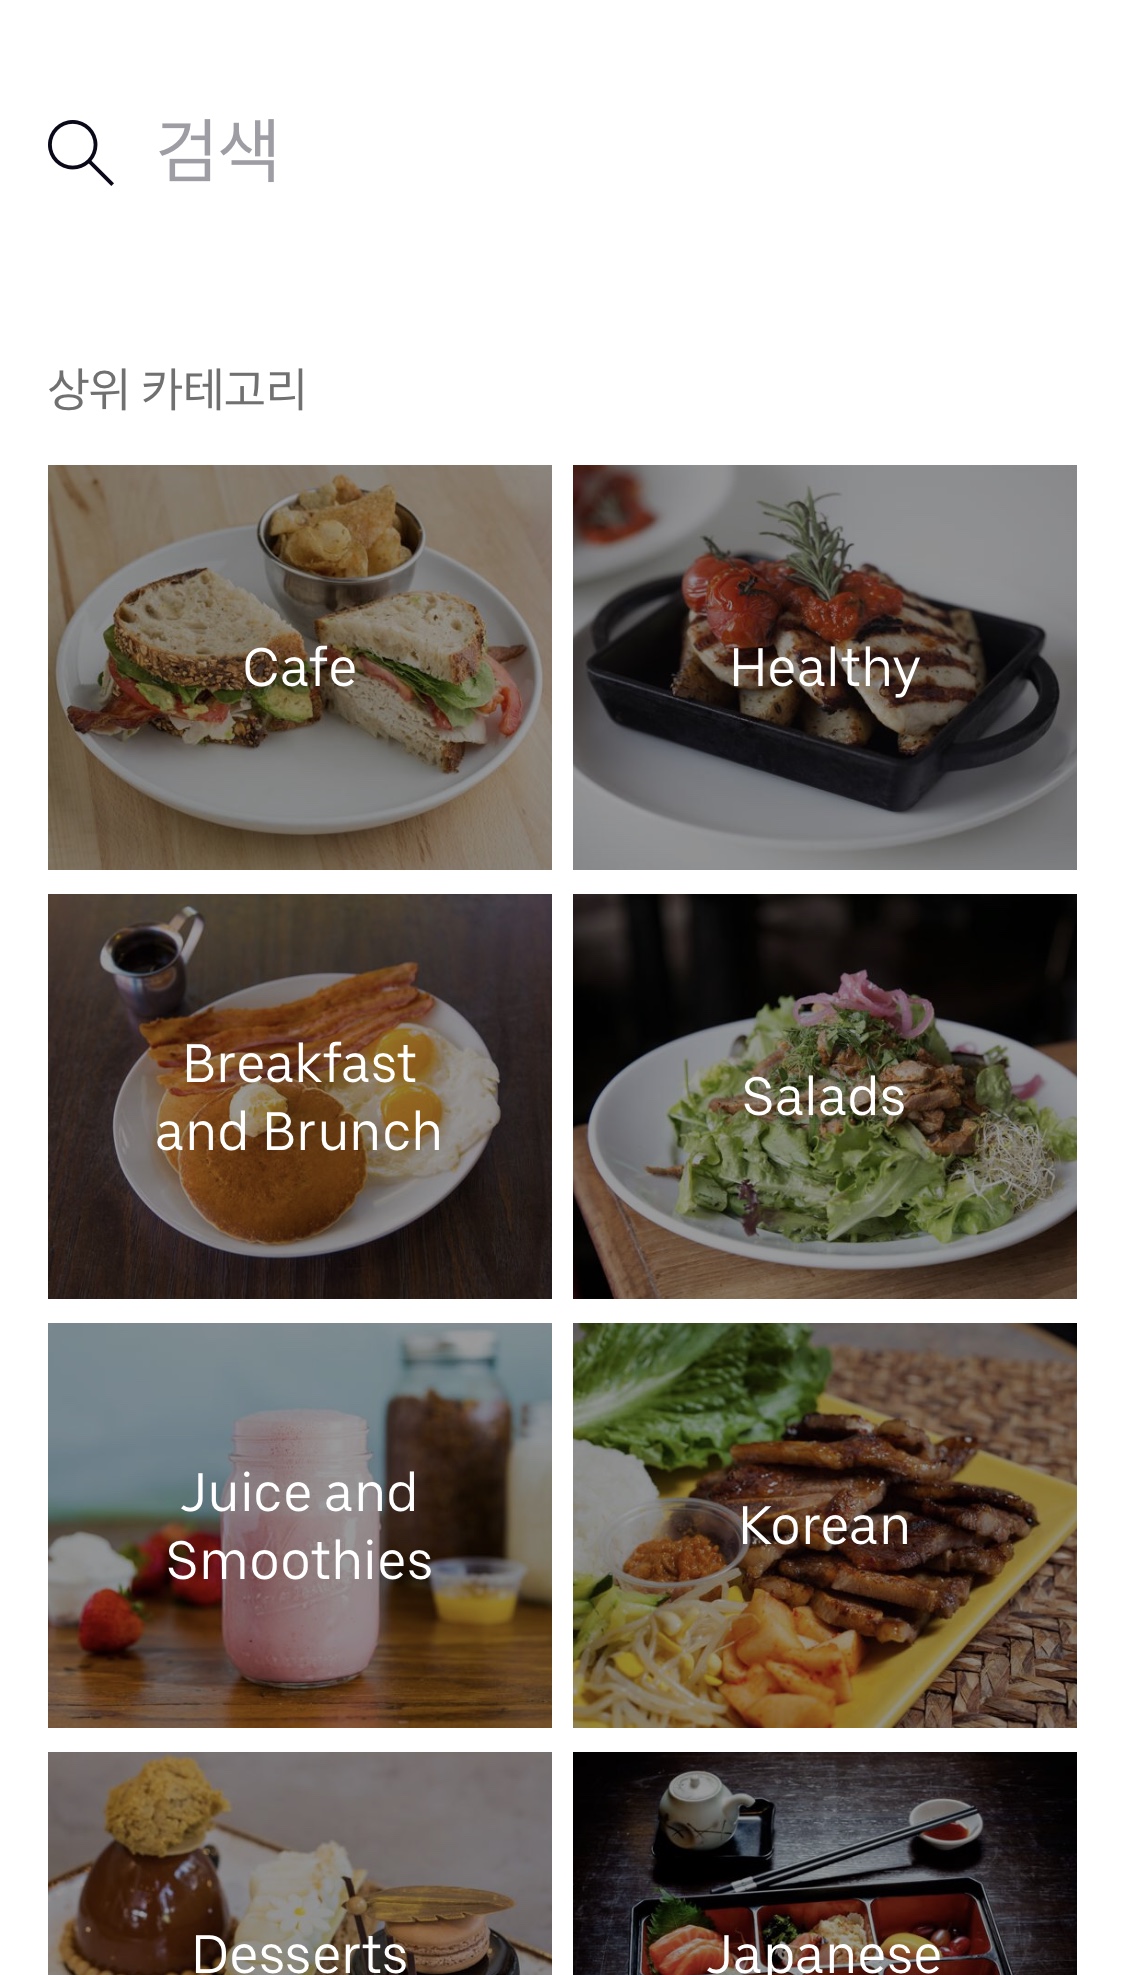 검색
상위 카테고리
Cafe
Healthy
Breakfast
and Brunch
Salads
Juice and
Smoothies
Korean
Desserts
Japanese